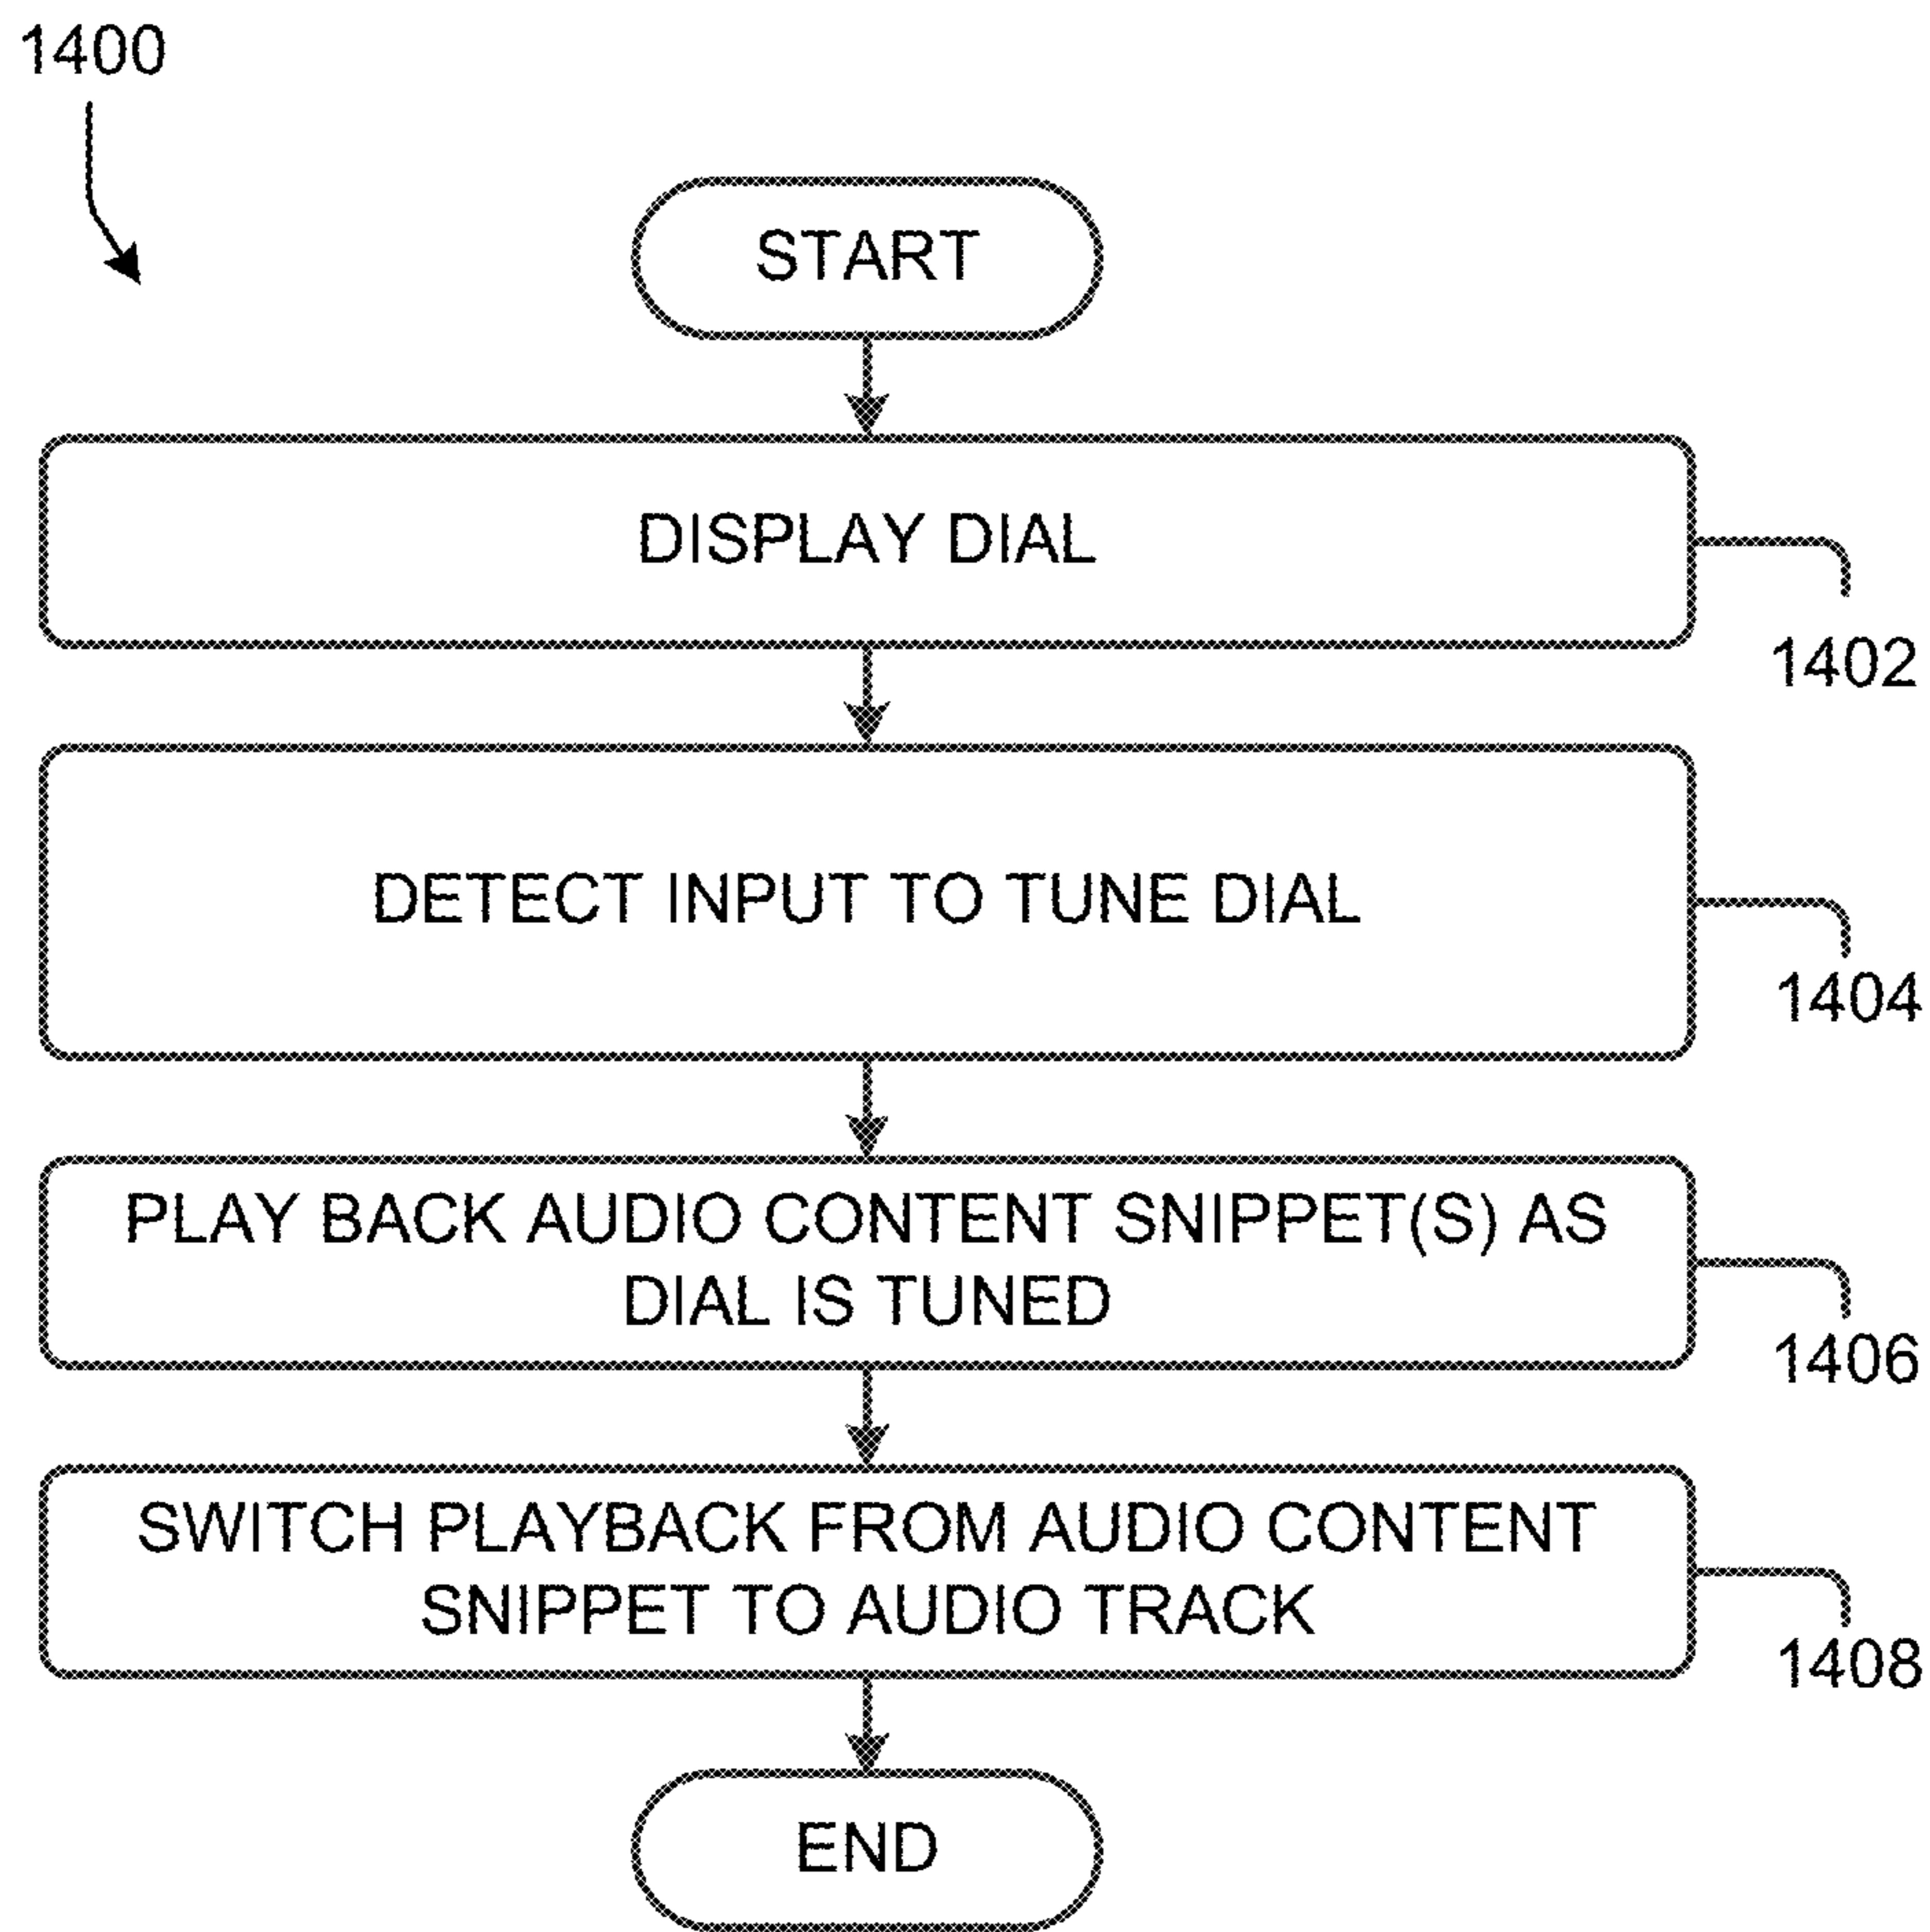 1400
START
DISPLAY DIAL
1402
DETECT INPUT TO TUNE DIAL
1404
PLAY BACK AUDIO CONTENT SNIPPET(S) AS
DIAL IS TUNED
1406
SWITCH PLAYBACK FROM AUDIO CONTENT
SNIPPET TO AUDIO TRACK
1408
END